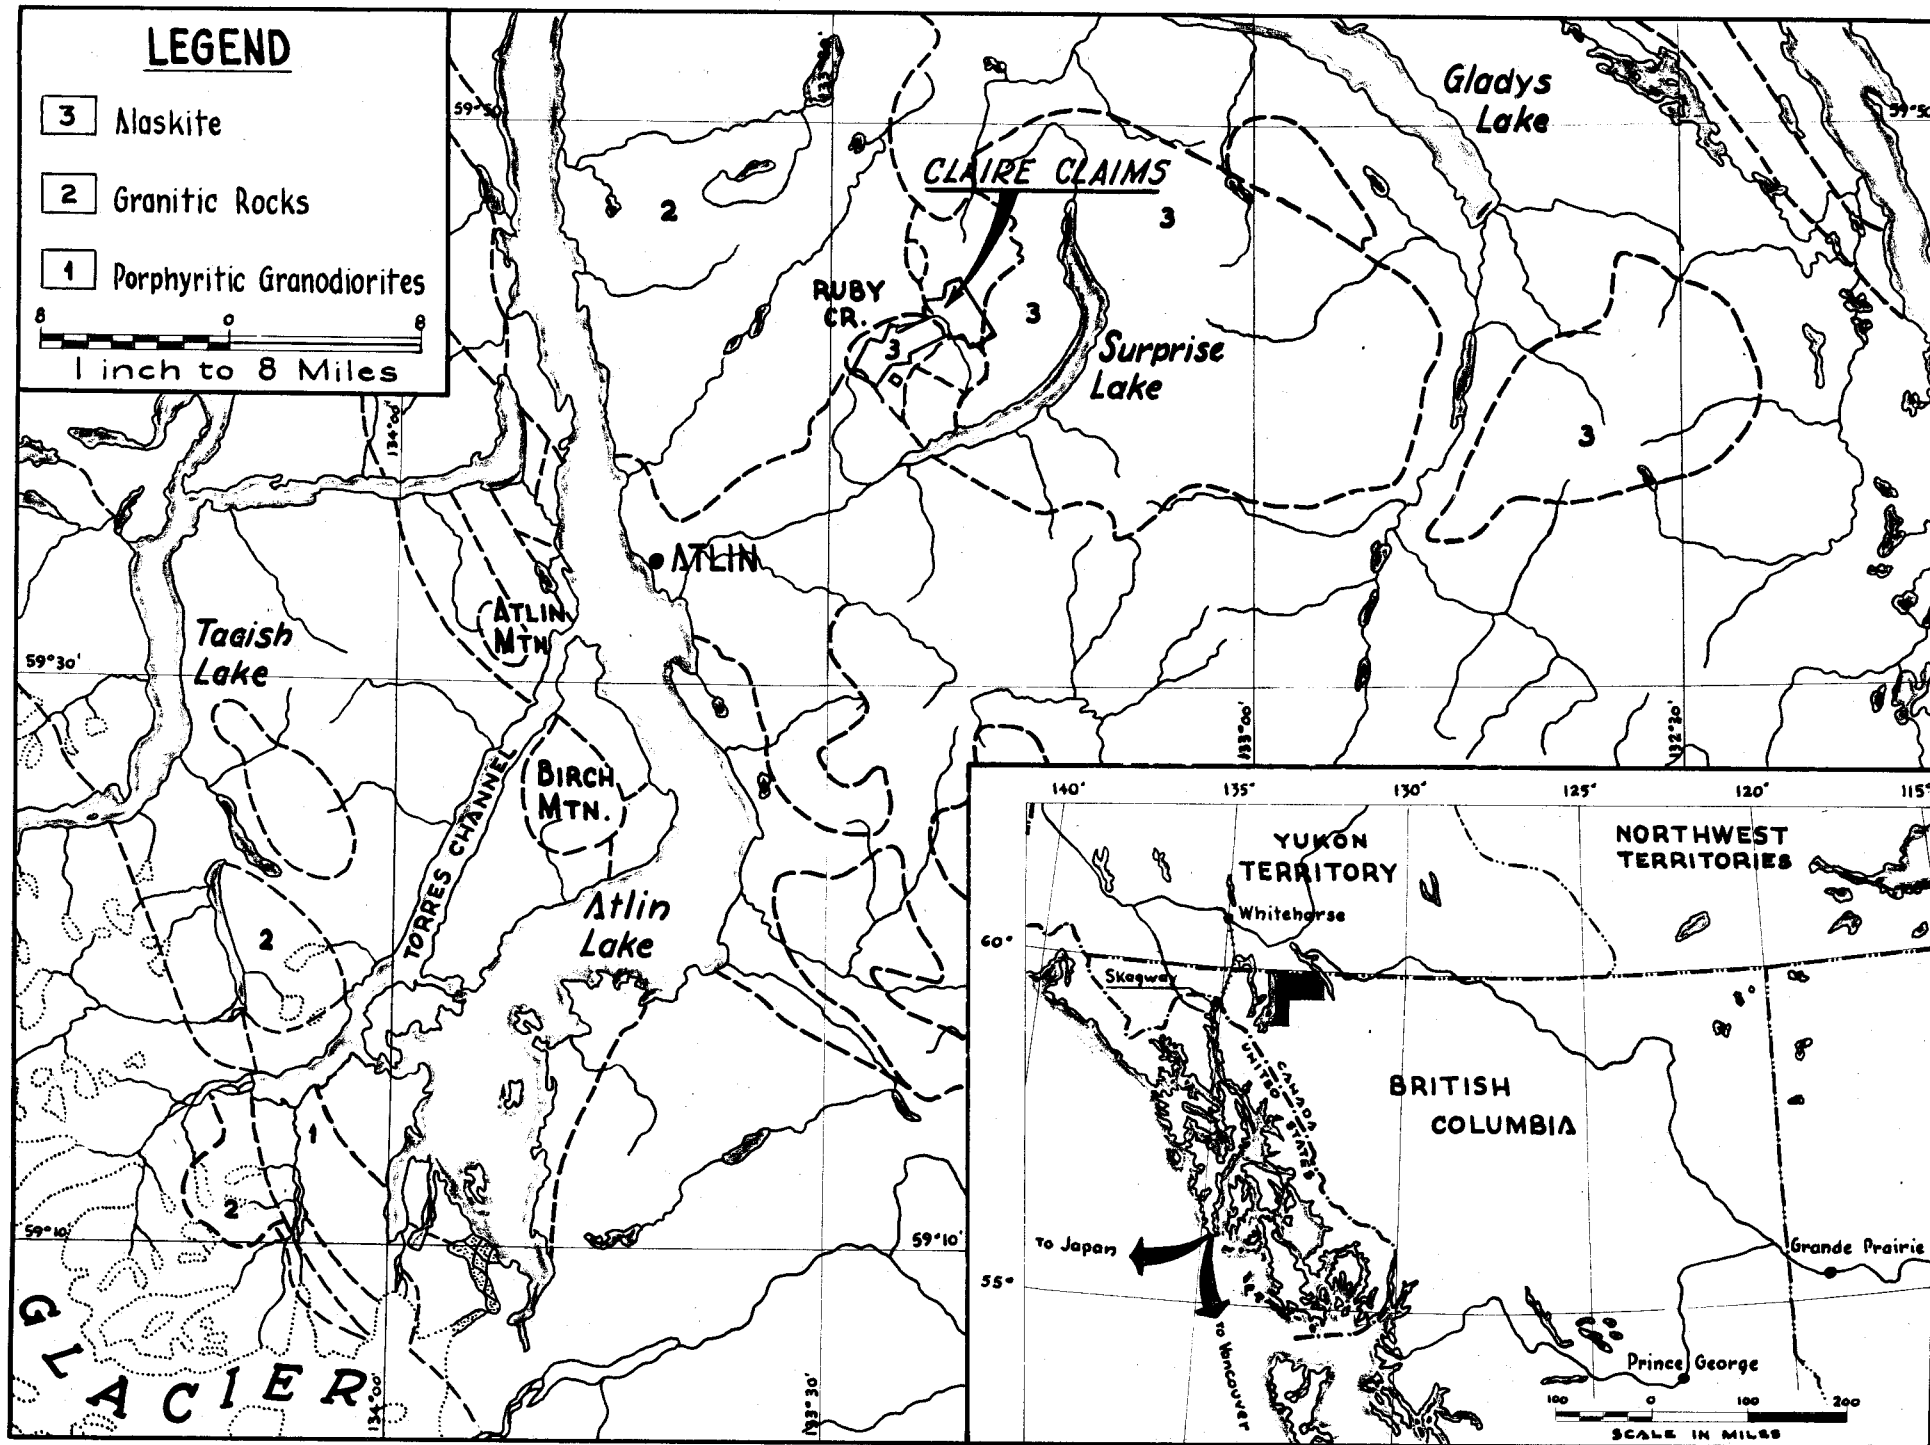 LEGEND
3 Alaskite
2 Granitic Rocks
1 Porphyritic Granodiorites
8 0 8
1 inch to 8 Miles
59°50'
133°30'
Gladys
Lake
59°50'
CLAIRE CLAIMS
2
3
RUBY
CR.
3
3
Surprise
Lake
3
134°00'
ATLIN
ATLIN
MTN
Tagish
Lake
59°30'
133°00'
132°30'
TORRES CHANNEL
BIRCH
MTN.
Atlin
Lake
2
1
2
59°10'
59°10'
GLACIER
134°00'
133°30'
140° 135° 130° 125° 120° 115°
YUKON
TERRITORY
NORTHWEST
TERRITORIES
Whitehorse
60°
Skagway
CANADA
UNITED STATES
BRITISH
COLUMBIA
To Japan
Grande Prairie
55°
To Vancouver
Prince George
100 0 100 200
SCALE IN MILES